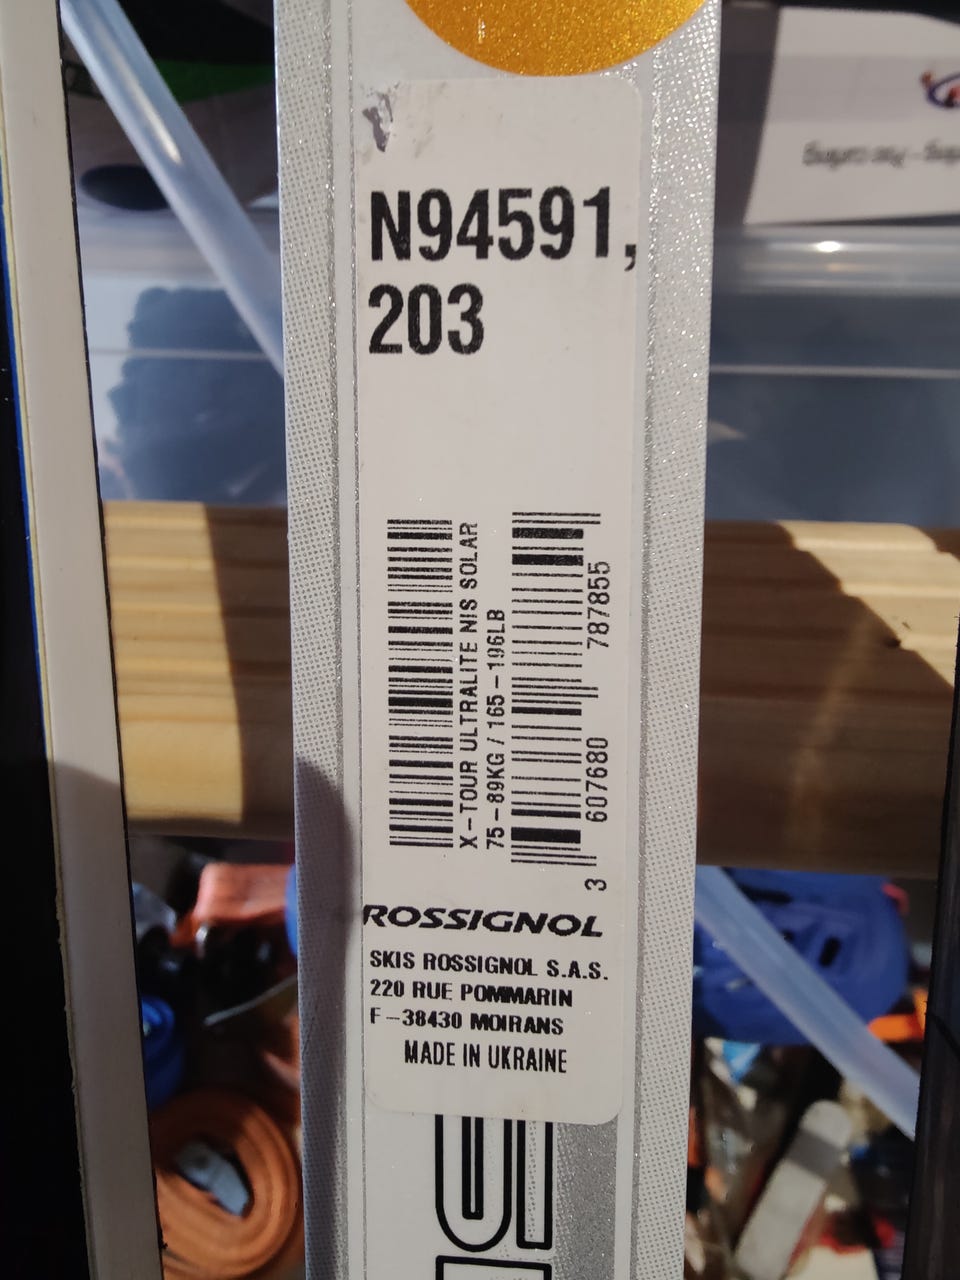 N94591,
203
X-TOUR ULTRALITE NIS SOLAR
75-89KG / 165-196LB
3 607680 787855
ROSSIGNOL
SKIS ROSSIGNOL S.A.S.
220 RUE POMMARIN
F-38430 MOIRANS
MADE IN UKRAINE